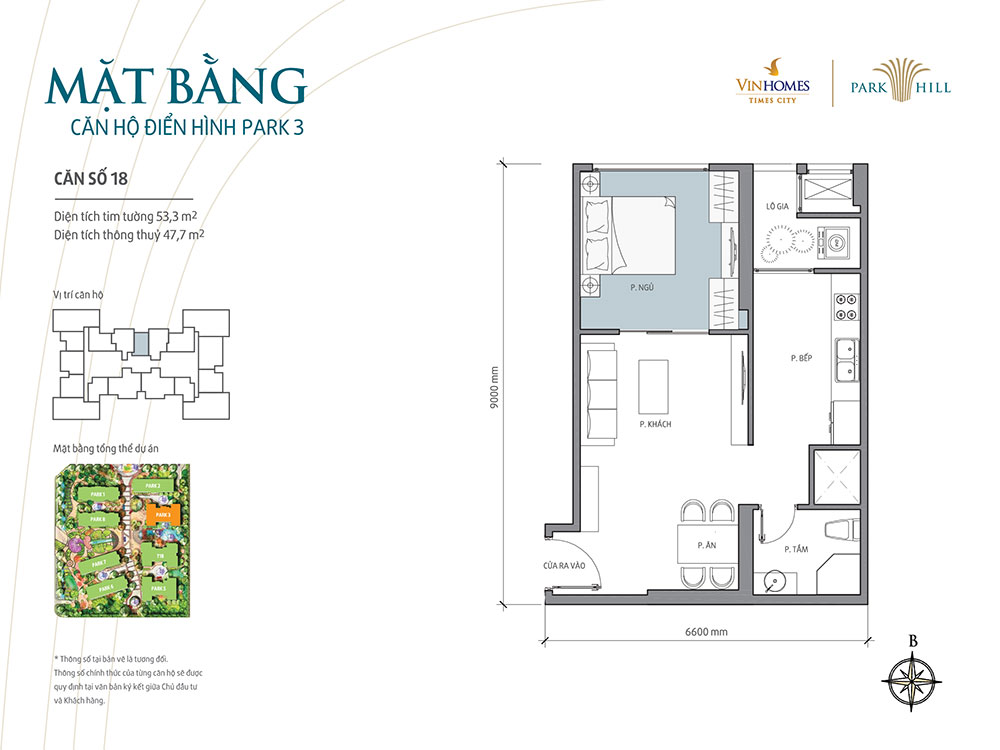 MẶT BẰNG
CĂN HỘ ĐIỂN HÌNH PARK 3
VINHOMES
TIMES CITY
PARK HILL
CĂN SỐ 18
Diện tích tim tường 53,3 m2
Diện tích thông thuỷ 47,7 m2
Vị trí căn hộ
Mặt bằng tổng thể dự án
PARK 1
PARK 2
PARK 3
PARK 8
T18
PARK 7
PARK 6
PARK 5
* Thông số tại bản vẽ là tương đối.
Thông số chính thức của từng căn hộ sẽ được
quy định tại văn bản ký kết giữa Chủ đầu tư
và Khách hàng.
LÔ GIA
P. NGỦ
P. BẾP
P. KHÁCH
P. ĂN
P. TẮM
CỬA RA VÀO
9000 mm
6600 mm
B